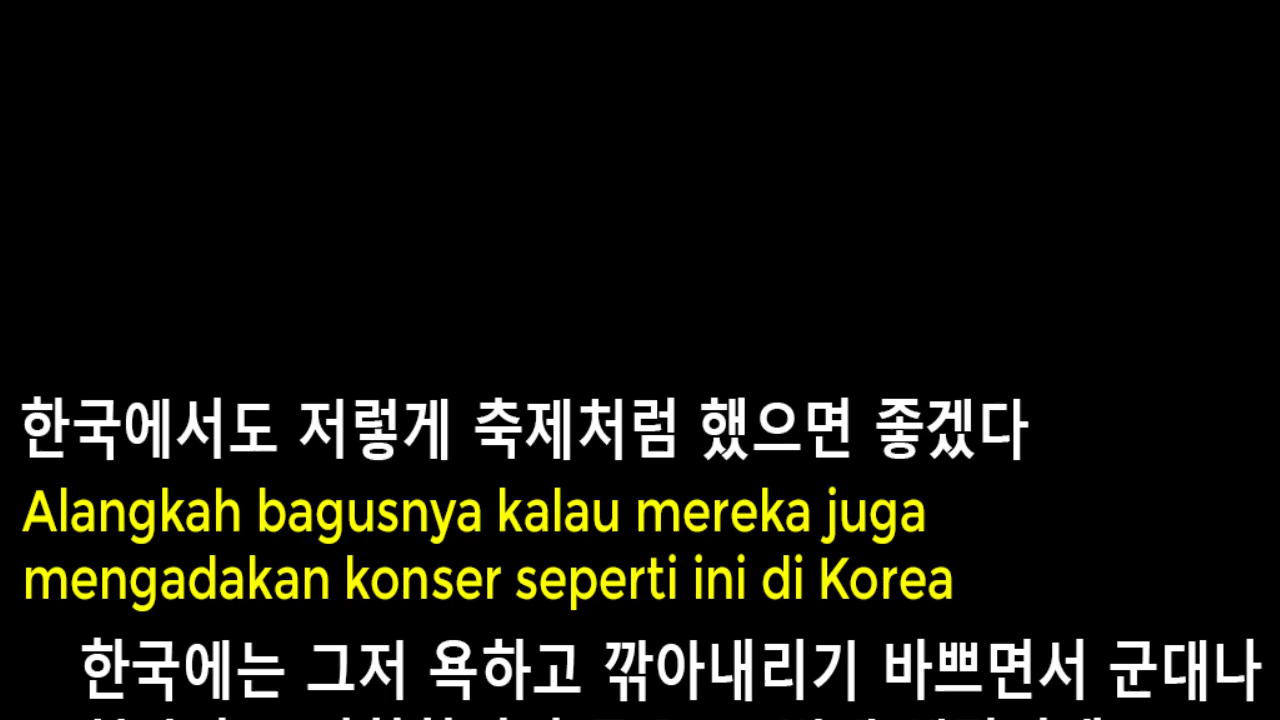 한국에서도 저렇게 축제처럼 했으면 좋겠다
Alangkah bagusnya kalau mereka juga
mengadakan konser seperti ini di Korea
한국에는 그저 욕하고 깎아내리기 바쁘면서 군대나